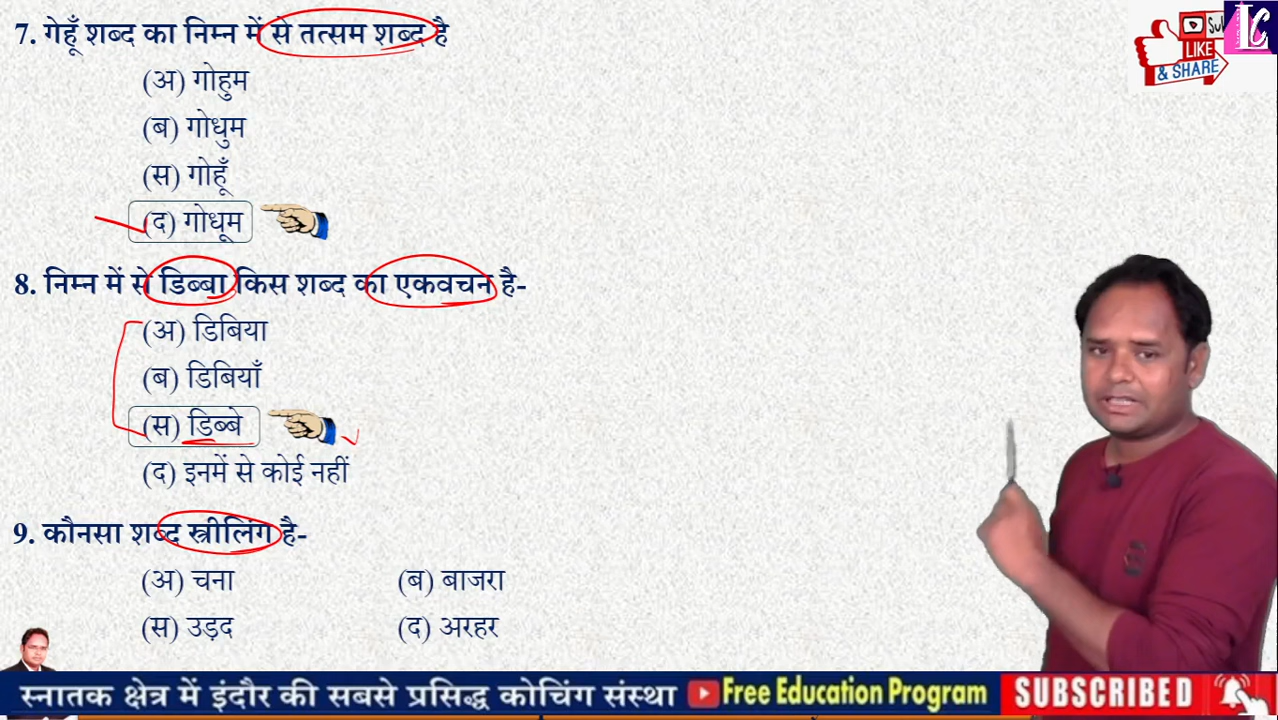 7. गेहूँ शब्द का निम्न में से तत्सम शब्द है
(अ) गोहुम
(ब) गोधुम
(स) गोहूँ
(द) गोधूम
8. निम्न में से डिब्बा किस शब्द का एकवचन है-
(अ) डिबिया
(ब) डिबियाँ
(स) डिब्बे
(द) इनमें से कोई नहीं
9. कौनसा शब्द स्त्रीलिंग है-
(अ) चना (ब) बाजरा
(स) उड़द (द) अरहर
LIKE
& SHARE
LC
स्नातक क्षेत्र में इंदौर की सबसे प्रसिद्ध कोचिंग संस्था Free Education Program SUBSCRIBED